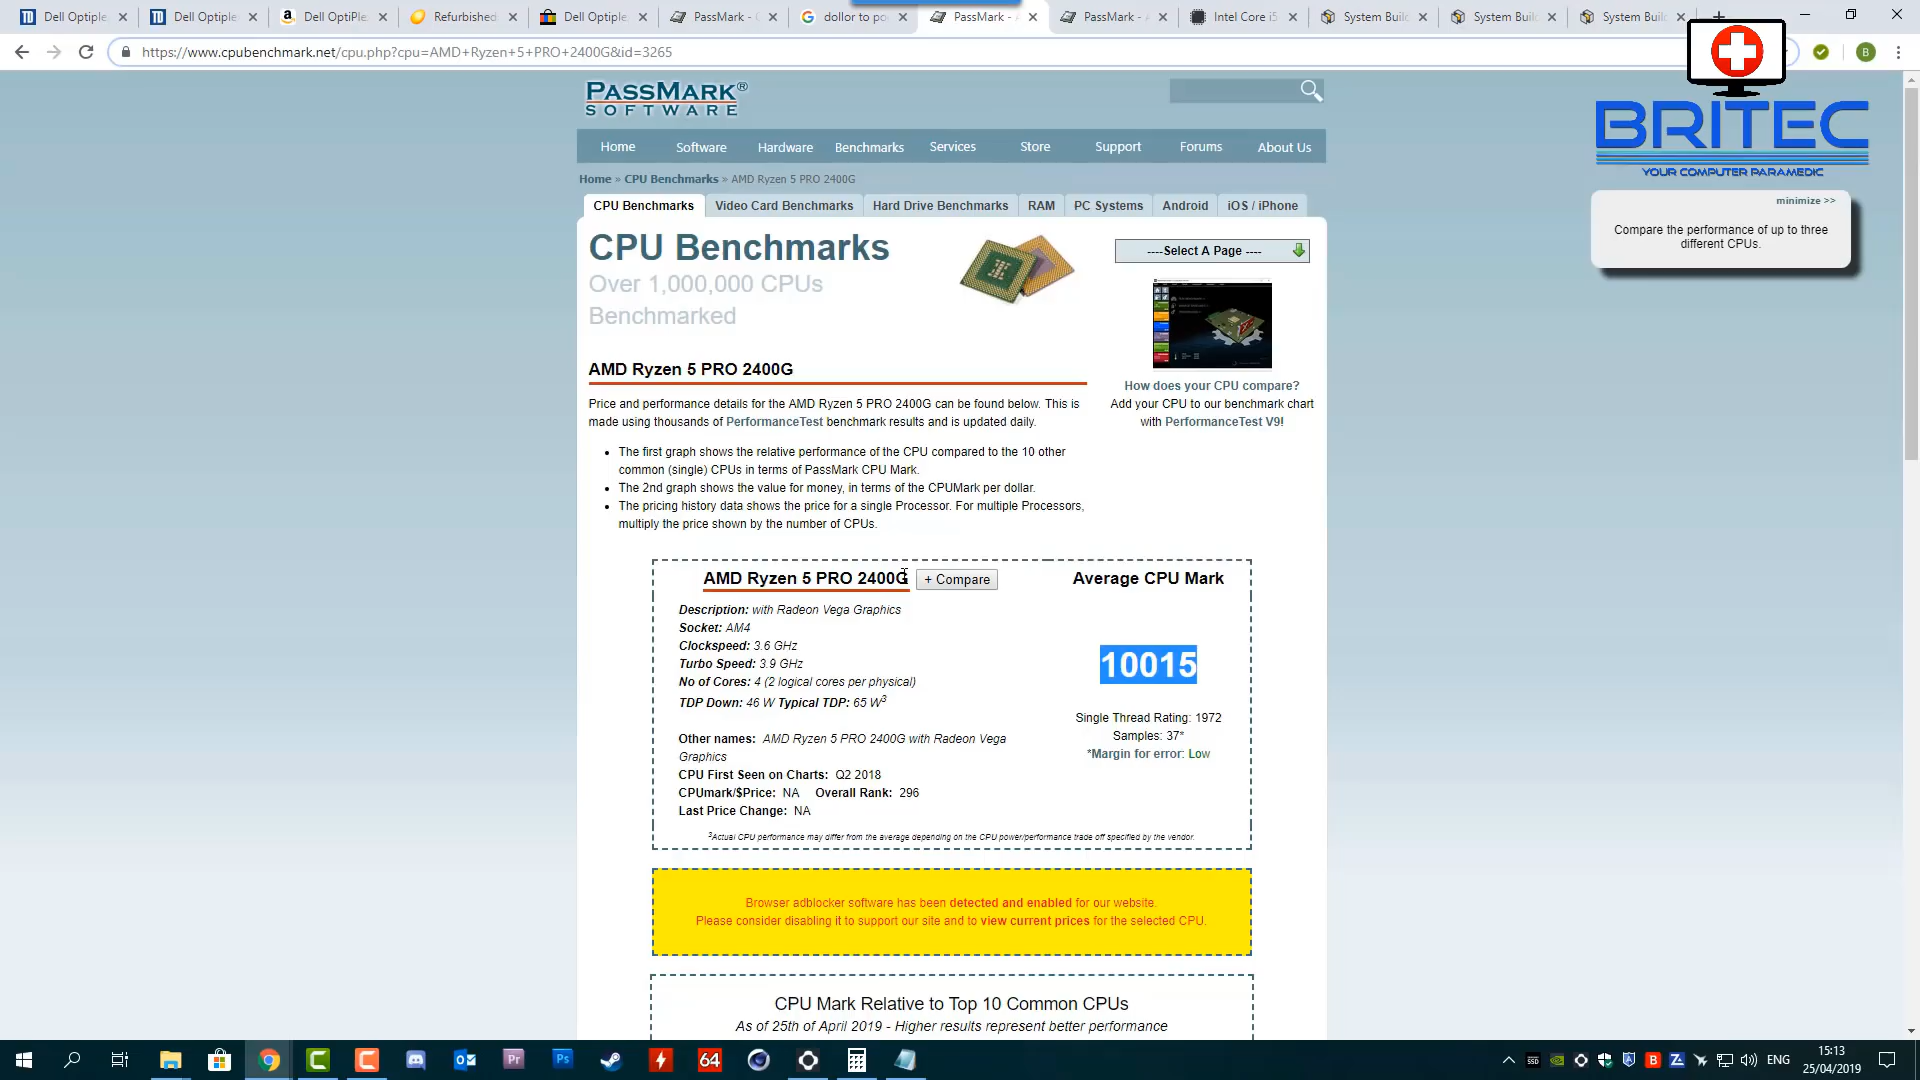 Dell Optiple
Dell Optiple
Dell OptiPle
Refurbished
Dell Optiple
PassMark - C
dollor to po
PassMark - A
PassMark - A
Intel Core i5
System Buil
System Buil
System Buil
https://www.cpubenchmark.net/cpu.php?cpu=AMD+Ryzen+5+PRO+2400G&id=3265
B
PASSMARK®
SOFTWARE
BRITEC
YOUR COMPUTER PARAMEDIC
Home Software Hardware Benchmarks Services Store Support Forums About Us
Home » CPU Benchmarks » AMD Ryzen 5 PRO 2400G
CPU Benchmarks Video Card Benchmarks Hard Drive Benchmarks RAM PC Systems Android iOS / iPhone
minimize >>
Compare the performance of up to three
different CPUs.
CPU Benchmarks
Over 1,000,000 CPUs
Benchmarked
----Select A Page ----
How does your CPU compare?
Add your CPU to our benchmark chart
with PerformanceTest V9!
AMD Ryzen 5 PRO 2400G
Price and performance details for the AMD Ryzen 5 PRO 2400G can be found below. This is
made using thousands of PerformanceTest benchmark results and is updated daily.
• The first graph shows the relative performance of the CPU compared to the 10 other
common (single) CPUs in terms of PassMark CPU Mark.
• The 2nd graph shows the value for money, in terms of the CPUMark per dollar.
• The pricing history data shows the price for a single Processor. For multiple Processors,
multiply the price shown by the number of CPUs.
AMD Ryzen 5 PRO 2400G + Compare
Description: with Radeon Vega Graphics
Socket: AM4
Clockspeed: 3.6 GHz
Turbo Speed: 3.9 GHz
No of Cores: 4 (2 logical cores per physical)
TDP Down: 46 W Typical TDP: 65 W3
Other names: AMD Ryzen 5 PRO 2400G with Radeon Vega
Graphics
CPU First Seen on Charts: Q2 2018
CPUmark/$Price: NA Overall Rank: 296
Last Price Change: NA
Average CPU Mark
10015
Single Thread Rating: 1972
Samples: 37*
*Margin for error: Low
3Actual CPU performance may differ from the average depending on the CPU power/performance trade off specified by the vendor.
Browser adblocker software has been detected and enabled for our website.
Please consider disabling it to support our site and to view current prices for the selected CPU.
CPU Mark Relative to Top 10 Common CPUs
As of 25th of April 2019 - Higher results represent better performance
Pr
Ps
64
SSD
B
Z
ENG
15:13
25/04/2019